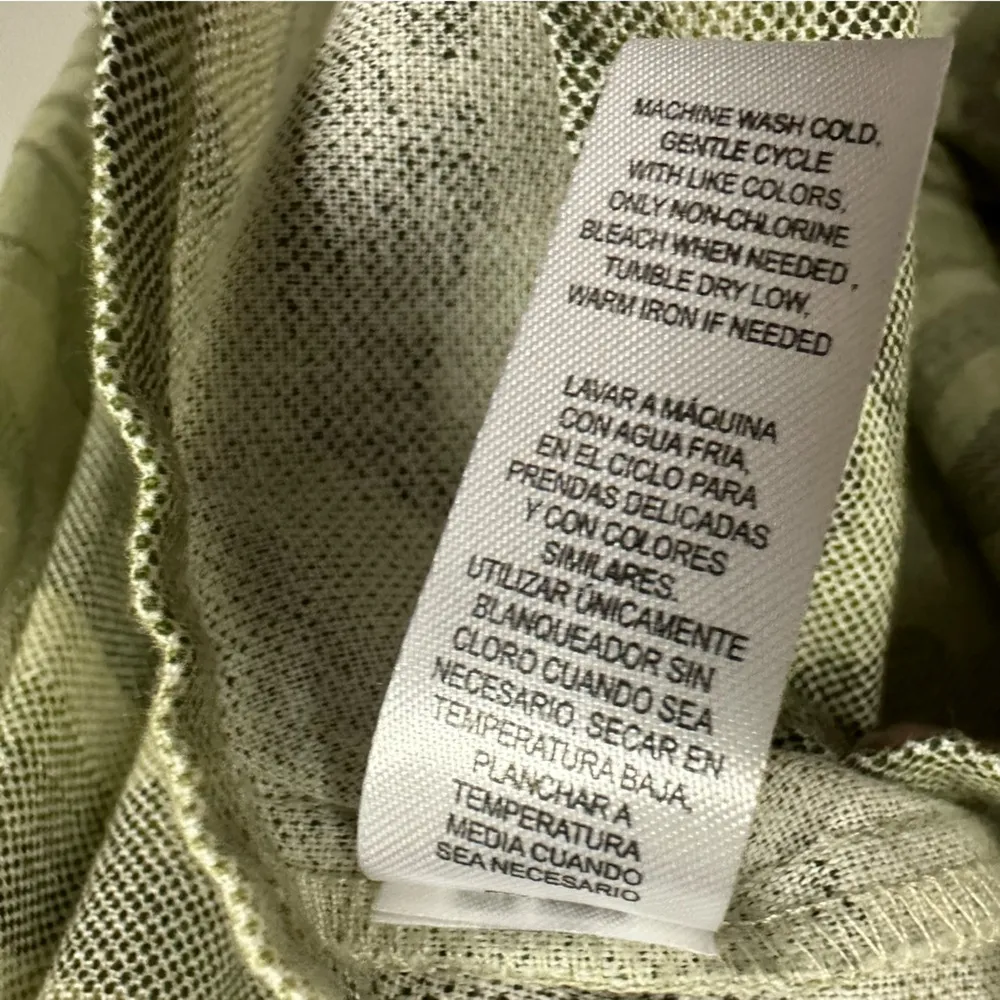 MACHINE WASH COLD,
GENTLE CYCLE
WITH LIKE COLORS,
ONLY NON-CHLORINE
BLEACH WHEN NEEDED ,
TUMBLE DRY LOW,
WARM IRON IF NEEDED
LAVAR A MÁQUINA
CON AGUA FRIA,
EN EL CICLO PARA
PRENDAS DELICADAS
Y CON COLORES
SIMILARES.
UTILIZAR ÚNICAMENTE
BLANQUEADOR SIN
CLORO CUANDO SEA
NECESARIO, SECAR EN
TEMPERATURA BAJA,
PLANCHAR A
TEMPERATURA
MEDIA CUANDO
SEA NECESARIO